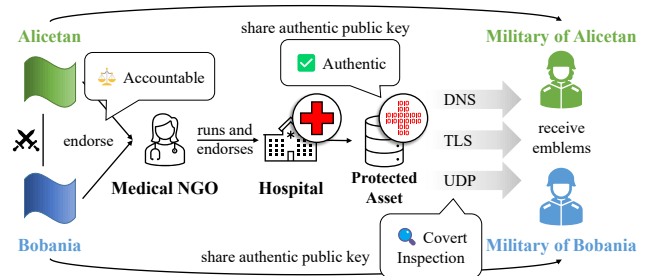 share authentic public key
Alicetan
Military of Alicetan
Accountable
Authentic
DNS
endorse
runs and
endorses
TLS
receive
emblems
Medical NGO
Hospital
Protected
Asset
UDP
Covert
Inspection
Bobania
share authentic public key
Military of Bobania